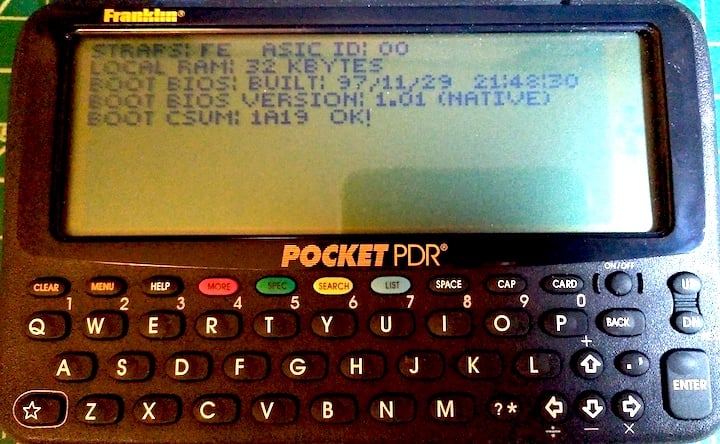 Franklin®
STRAPS: FE ASIC ID: 00
LOCAL RAM: 32 KBYTES
BOOT BIOS: BUILT: 97/11/29 21:48:30
BOOT BIOS VERSION: 1.01 (NATIVE)
BOOT CSUM: 1A19 OK!
POCKET PDR®
ON/OFF
CLEAR MENU HELP MORE SPEC SEARCH LIST SPACE CAP CARD UP
1 2 3 4 5 6 7 8 9 0
Q W E R T Y U I O P BACK DN
+
A S D F G H J K L . ' ENTER
☆ Z X C V B N M ?*
÷ − ×